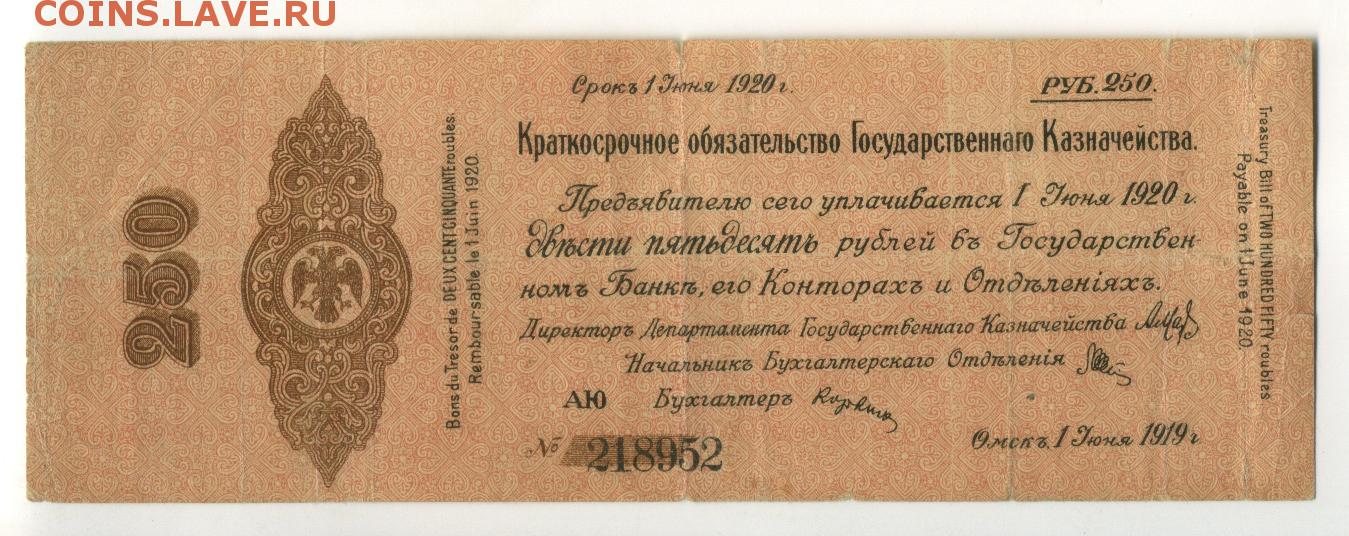 COINS.LAVE.RU
250
Bons du Tresor de DEUX CENT CINQUANTE roubles.
Remboursable le 1 Juin 1920.
Срокъ 1 Іюня 1920 г.
РУБ. 250.
Краткосрочное обязательство Государственнаго Казначейства.
Предъявителю сего уплачивается 1 Іюня 1920 г.
двѣсти пятьдесятъ рублей въ Государствен-
номъ Банкѣ, его Конторахъ и Отдѣленіяхъ.
Директоръ Департамента Государственнаго Казначейства
Начальникъ Бухгалтерскаго Отдѣленія
АЮ Бухгалтеръ
№ 218952
Омскъ, 1 Іюня 1919 г
Treasury Bill of TWO HUNDRED FIFTY roubles
Payable on 1 June 1920.